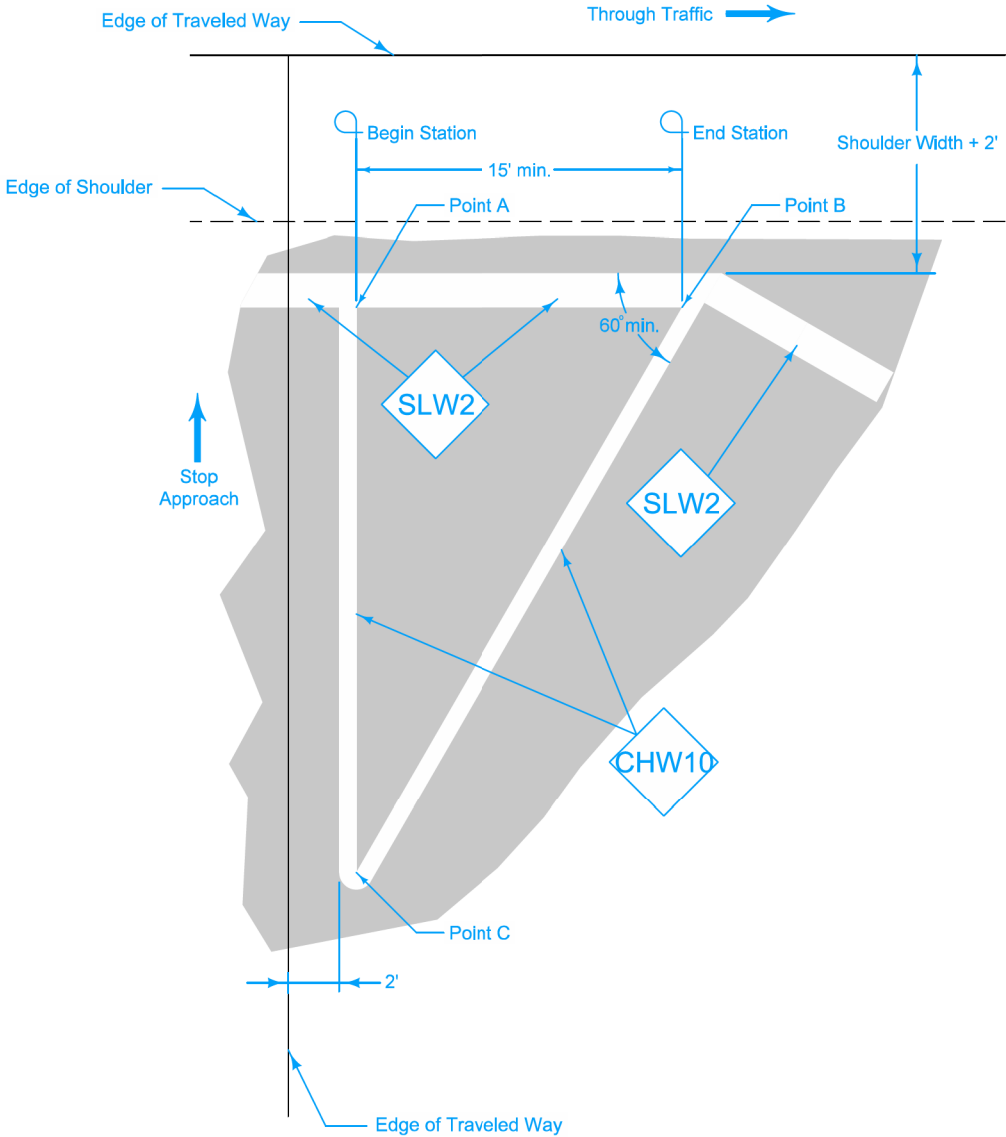 Through Traffic
Edge of Traveled Way
Begin Station
End Station
Shoulder Width + 2'
15' min.
Edge of Shoulder
Point A
Point B
60° min.
SLW2
Stop
Approach
SLW2
CHW10
Point C
2'
Edge of Traveled Way